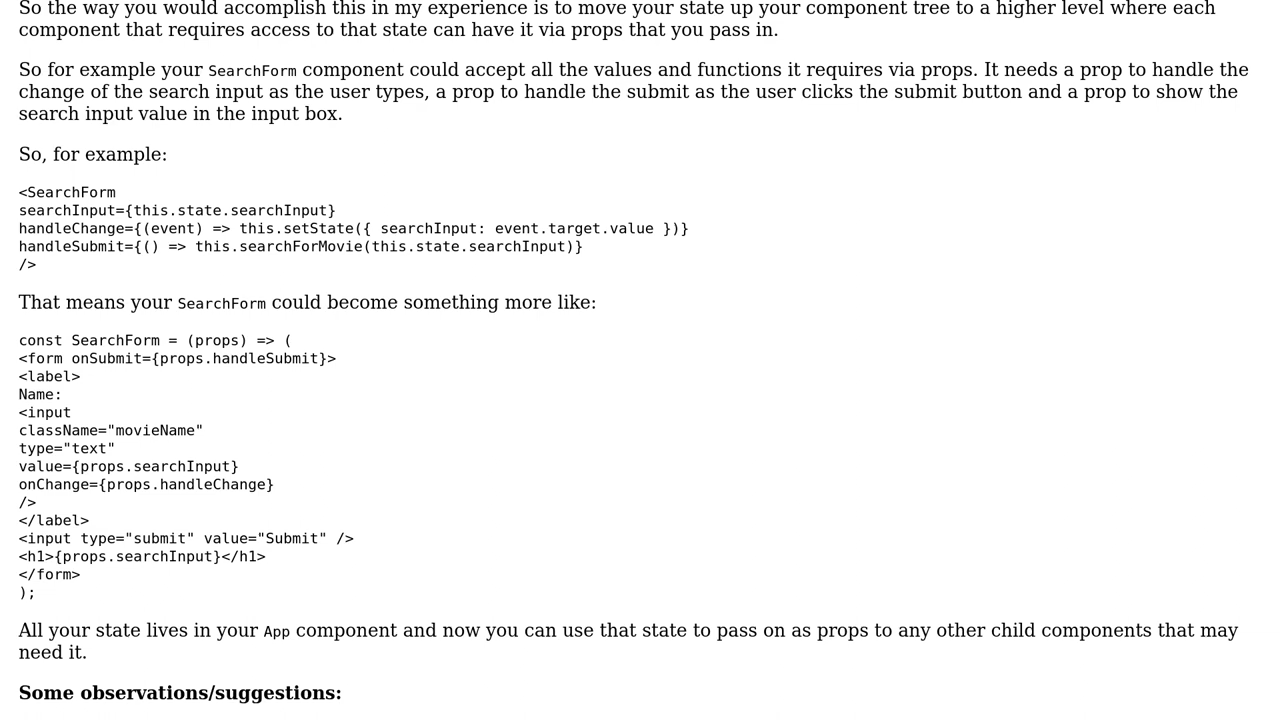 So the way you would accomplish this in my experience is to move your state up your component tree to a higher level where each
component that requires access to that state can have it via props that you pass in.
So for example your SearchForm component could accept all the values and functions it requires via props. It needs a prop to handle the
change of the search input as the user types, a prop to handle the submit as the user clicks the submit button and a prop to show the
search input value in the input box.
So, for example:
<SearchForm
searchInput={this.state.searchInput}
handleChange={(event) => this.setState({ searchInput: event.target.value })}
handleSubmit={() => this.searchForMovie(this.state.searchInput)}
/>
That means your SearchForm could become something more like:
const SearchForm = (props) => (
<form onSubmit={props.handleSubmit}>
<label>
Name:
<input
className="movieName"
type="text"
value={props.searchInput}
onChange={props.handleChange}
/>
</label>
<input type="submit" value="Submit" />
<h1>{props.searchInput}</h1>
</form>
);
All your state lives in your App component and now you can use that state to pass on as props to any other child components that may
need it.
Some observations/suggestions: